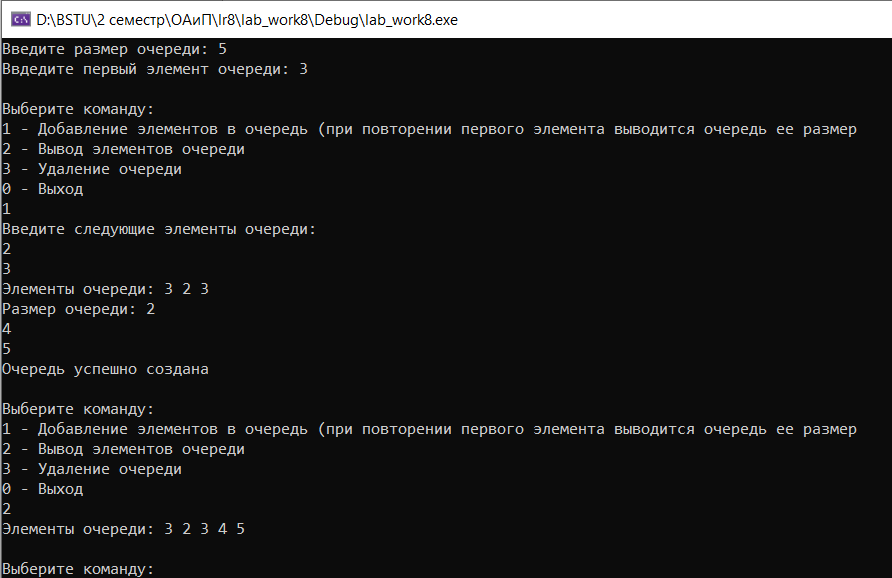 D:\BSTU\2 семестр\ОАиП\lr8\lab_work8\Debug\lab_work8.exe
Введите размер очереди: 5
Ввдедите первый элемент очереди: 3
Выберите команду:
1 - Добавление элементов в очередь (при повторении первого элемента выводится очередь ее размер
2 - Вывод элементов очереди
3 - Удаление очереди
0 - Выход
1
Введите следующие элементы очереди:
2
3
Элементы очереди: 3 2 3
Размер очереди: 2
4
5
Очередь успешно создана
Выберите команду:
1 - Добавление элементов в очередь (при повторении первого элемента выводится очередь ее размер
2 - Вывод элементов очереди
3 - Удаление очереди
0 - Выход
2
Элементы очереди: 3 2 3 4 5
Выберите команду: